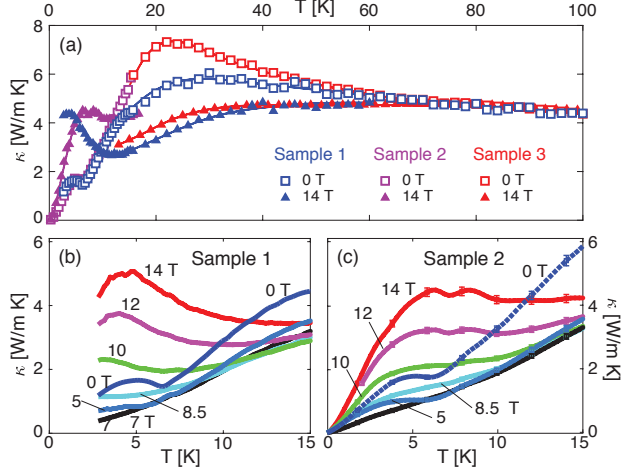 T [K]
0 20 40 60 80 100
(a)
8
6
4
2
0
κ [W/m K]
Sample 1 Sample 2 Sample 3
0 T 0 T 0 T
14 T 14 T 14 T
(b) Sample 1
6
4
2
0
κ [W/m K]
14 T
12
10
0 T
0 T
5
7
7 T
8.5
0 5 10 15
T [K]
(c) Sample 2
6
4
2
0
κ [W/m K]
0 T
14 T
12
10
8.5 T
5
0 5 10 15
T [K]